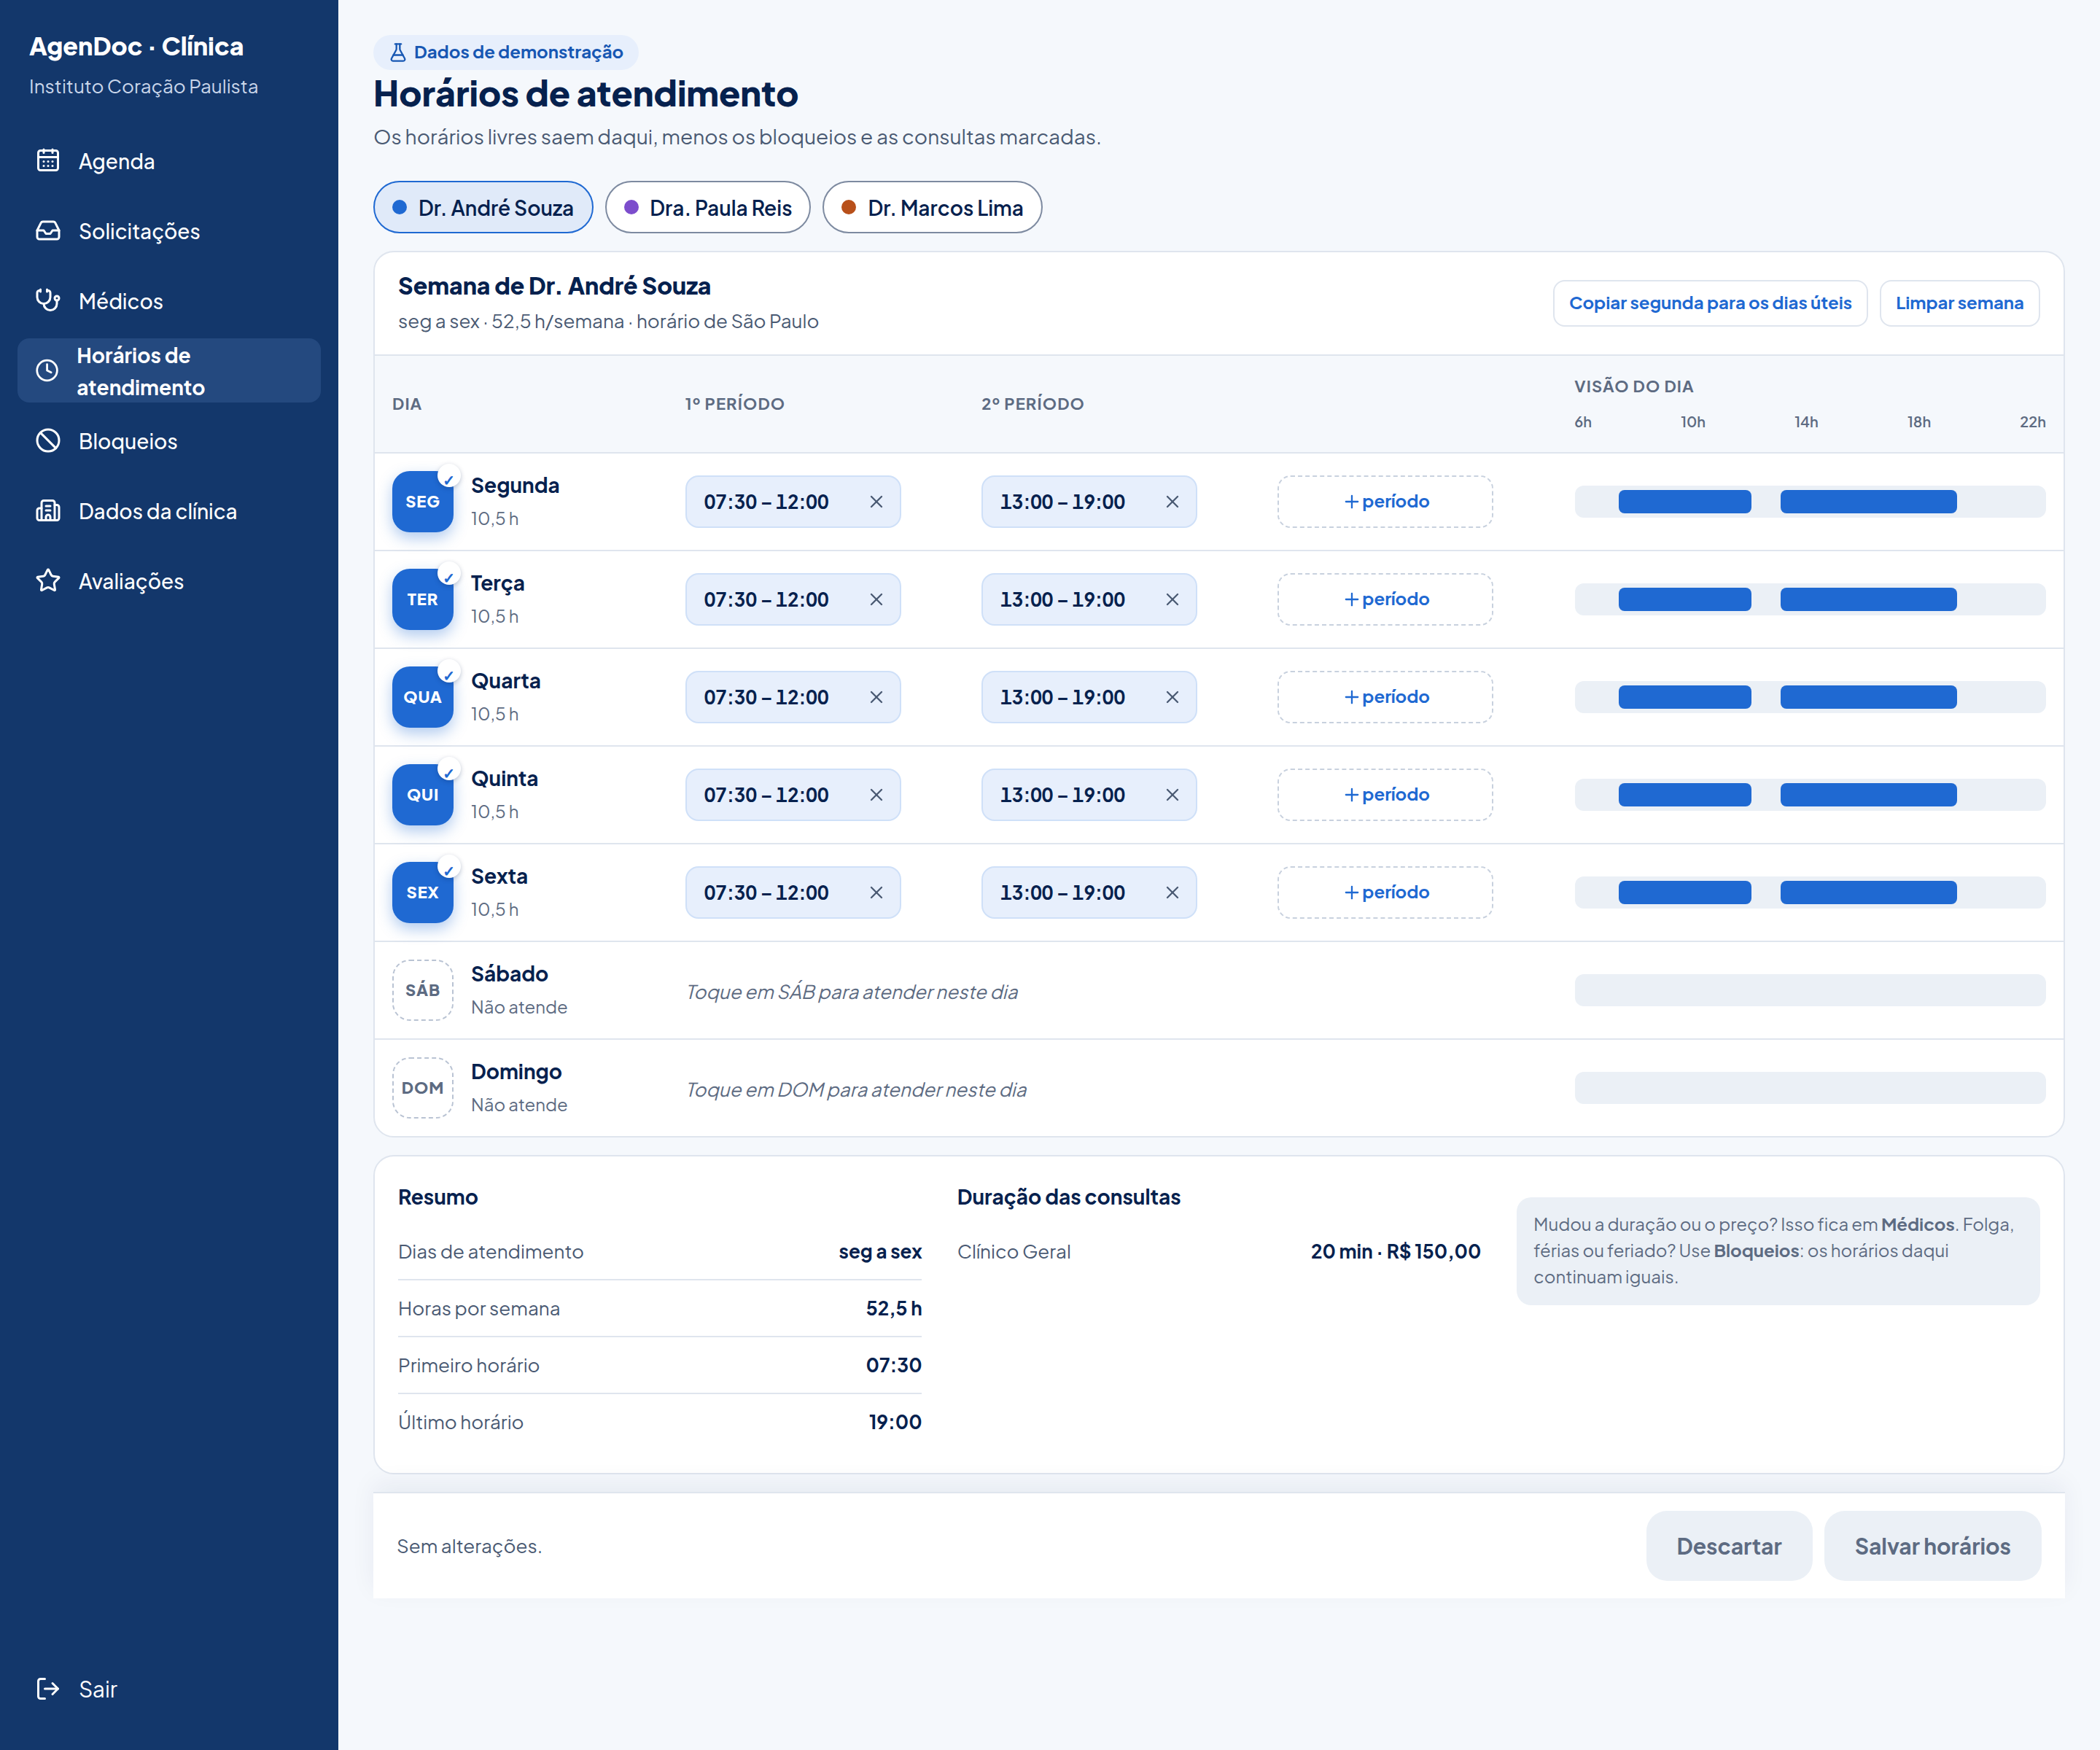 AgenDoc · Clínica
Instituto Coração Paulista
Agenda
Solicitações
Médicos
Horários de
atendimento
Bloqueios
Dados da clínica
Avaliações
Sair
Dados de demonstração
Horários de atendimento
Os horários livres saem daqui, menos os bloqueios e as consultas marcadas.
Dr. André Souza
Dra. Paula Reis
Dr. Marcos Lima
Semana de Dr. André Souza
seg a sex · 52,5 h/semana · horário de São Paulo
Copiar segunda para os dias úteis
Limpar semana
DIA
1º PERÍODO
2º PERÍODO
VISÃO DO DIA
6h 10h 14h 18h 22h
SEG
Segunda
10,5 h
07:30 – 12:00
13:00 – 19:00
+ período
TER
Terça
10,5 h
07:30 – 12:00
13:00 – 19:00
+ período
QUA
Quarta
10,5 h
07:30 – 12:00
13:00 – 19:00
+ período
QUI
Quinta
10,5 h
07:30 – 12:00
13:00 – 19:00
+ período
SEX
Sexta
10,5 h
07:30 – 12:00
13:00 – 19:00
+ período
SÁB
Sábado
Não atende
Toque em SÁB para atender neste dia
DOM
Domingo
Não atende
Toque em DOM para atender neste dia
Resumo
Dias de atendimento seg a sex
Horas por semana 52,5 h
Primeiro horário 07:30
Último horário 19:00
Duração das consultas
Clínico Geral 20 min · R$ 150,00
Mudou a duração ou o preço? Isso fica em Médicos. Folga,
férias ou feriado? Use Bloqueios: os horários daqui
continuam iguais.
Sem alterações.
Descartar
Salvar horários